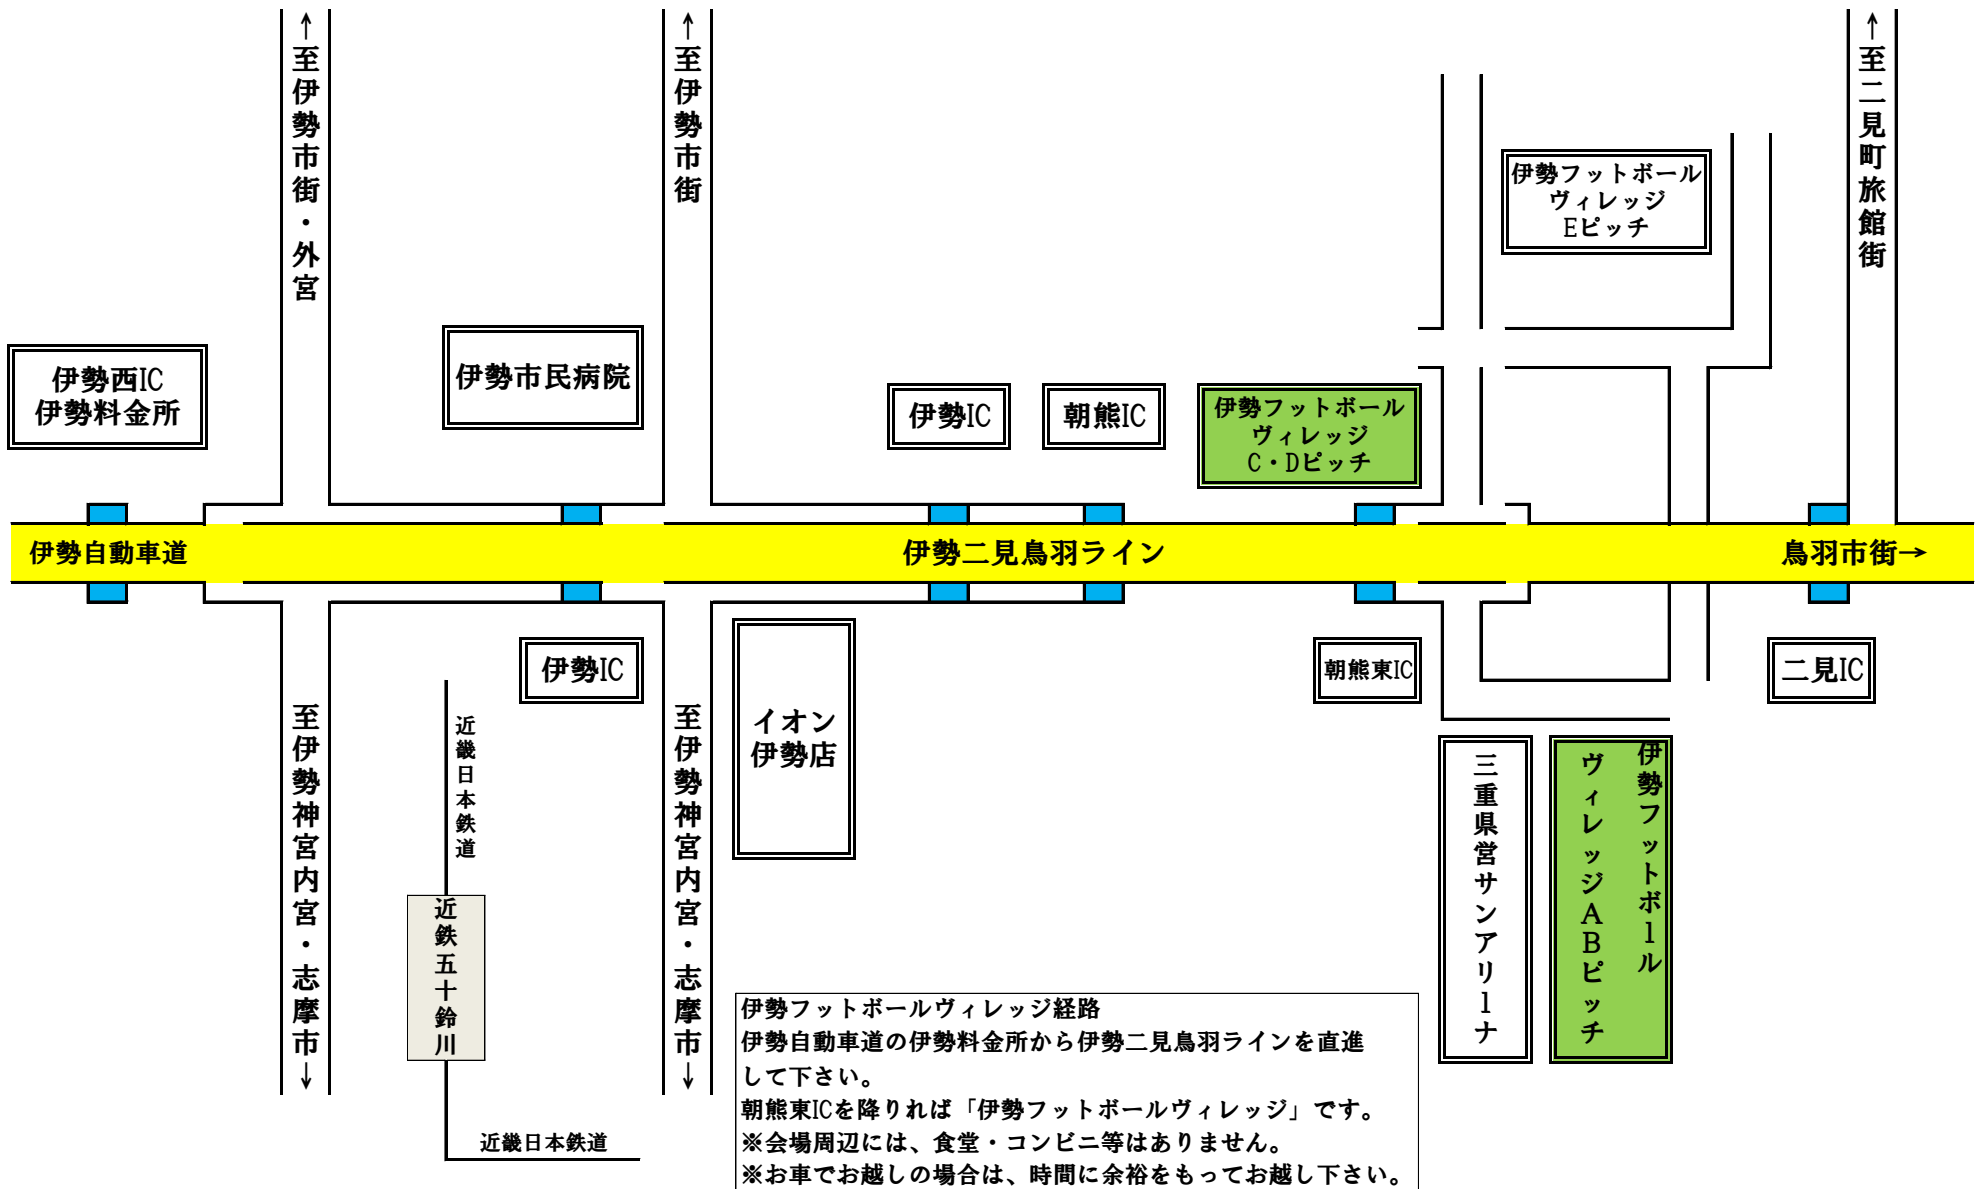 ↑至伊勢市街・外宮
↑至伊勢市街
↑至二見町旅館街
伊勢フットボール
ヴィレッジ
Eピッチ
伊勢西IC
伊勢料金所
伊勢市民病院
伊勢IC
朝熊IC
伊勢フットボール
ヴィレッジ
C・Dピッチ
伊勢自動車道
伊勢二見鳥羽ライン
鳥羽市街→
伊勢IC
朝熊東IC
二見IC
至伊勢神宮内宮・志摩市↓
近畿日本鉄道
至伊勢神宮内宮・志摩市↓
イオン
伊勢店
三重県営サンアリーナ
伊勢フットボール
ヴィレッジABピッチ
近鉄五十鈴川
近畿日本鉄道
伊勢フットボールヴィレッジ経路
伊勢自動車道の伊勢料金所から伊勢二見鳥羽ラインを直進
して下さい。
朝熊東ICを降りれば「伊勢フットボールヴィレッジ」です。
※会場周辺には、食堂・コンビニ等はありません。
※お車でお越しの場合は、時間に余裕をもってお越し下さい。